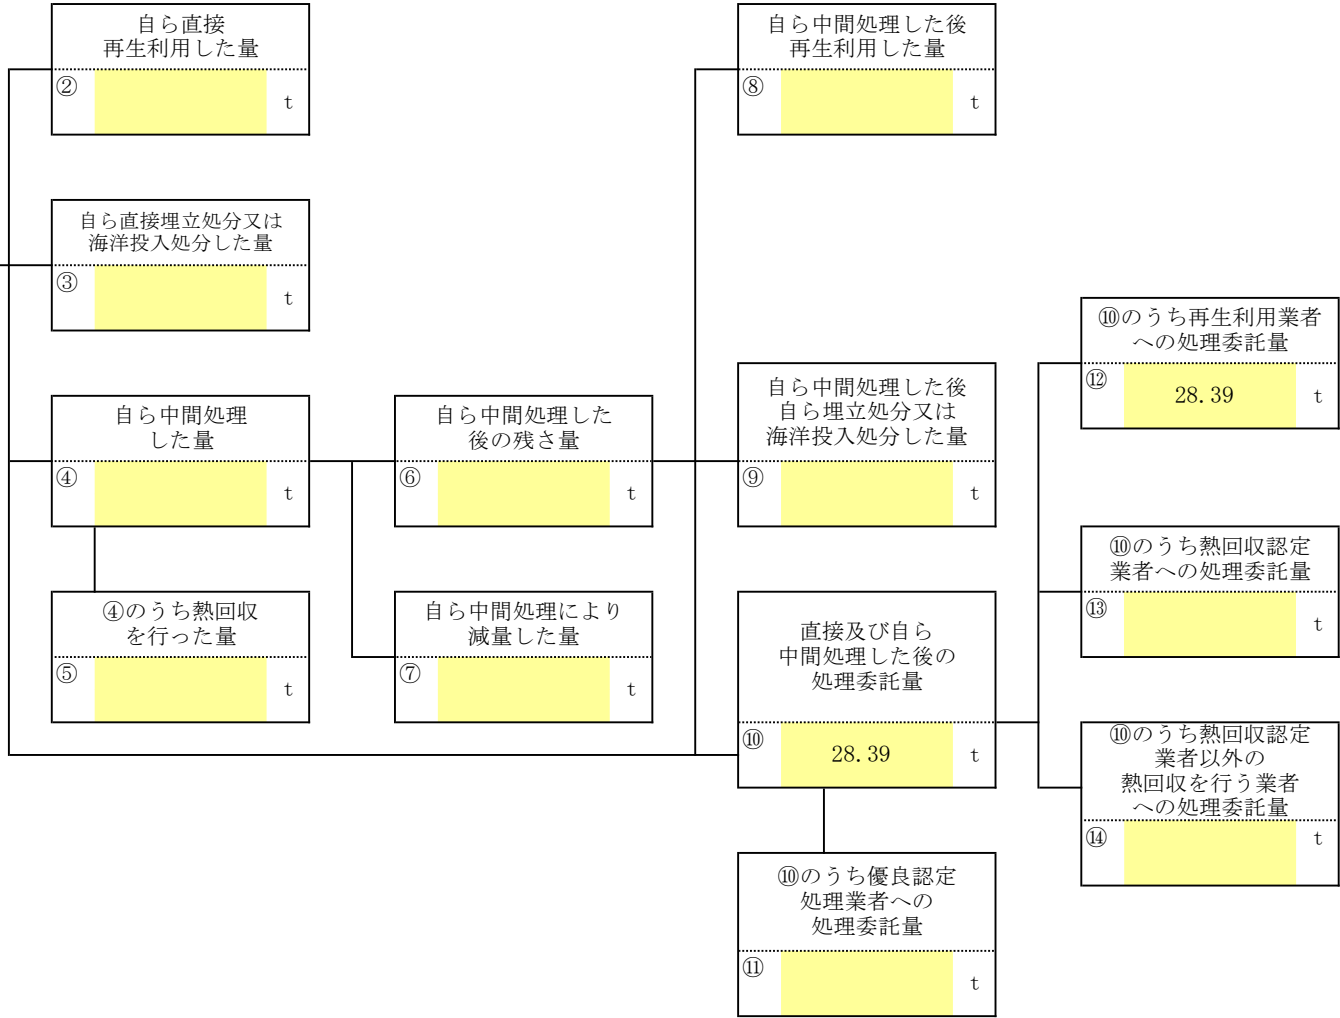 自ら直接
再生利用した量
②
t
自ら中間処理した後
再生利用した量
⑧
t
自ら直接埋立処分又は
海洋投入処分した量
③
t
⑩のうち再生利用業者
への処理委託量
⑫
28.39
t
自ら中間処理
した量
④
t
自ら中間処理した
後の残さ量
⑥
t
自ら中間処理した後
自ら埋立処分又は
海洋投入処分した量
⑨
t
⑩のうち熱回収認定
業者への処理委託量
⑬
t
④のうち熱回収
を行った量
⑤
t
自ら中間処理により
減量した量
⑦
t
直接及び自ら
中間処理した後の
処理委託量
⑩
28.39
t
⑩のうち熱回収認定
業者以外の
熱回収を行う業者
への処理委託量
⑭
t
⑩のうち優良認定
処理業者への
処理委託量
⑪
t